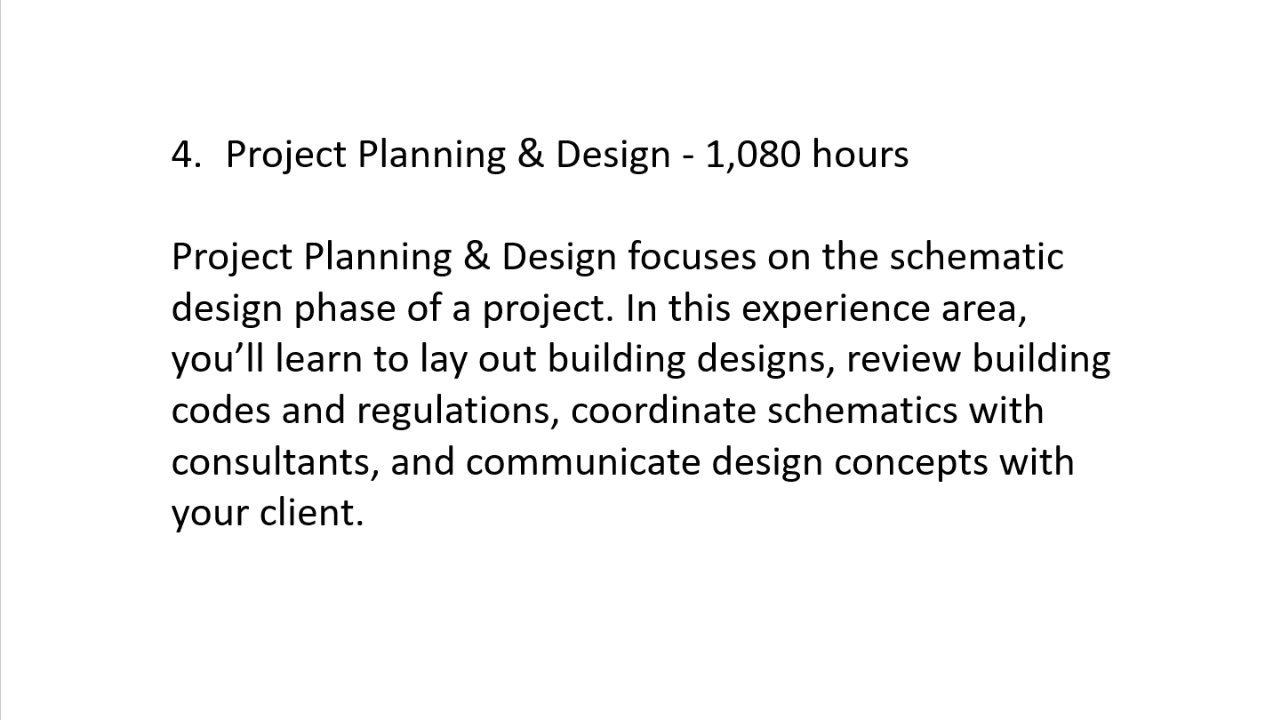 4. Project Planning & Design - 1,080 hours
Project Planning & Design focuses on the schematic
design phase of a project. In this experience area,
you’ll learn to lay out building designs, review building
codes and regulations, coordinate schematics with
consultants, and communicate design concepts with
your client.